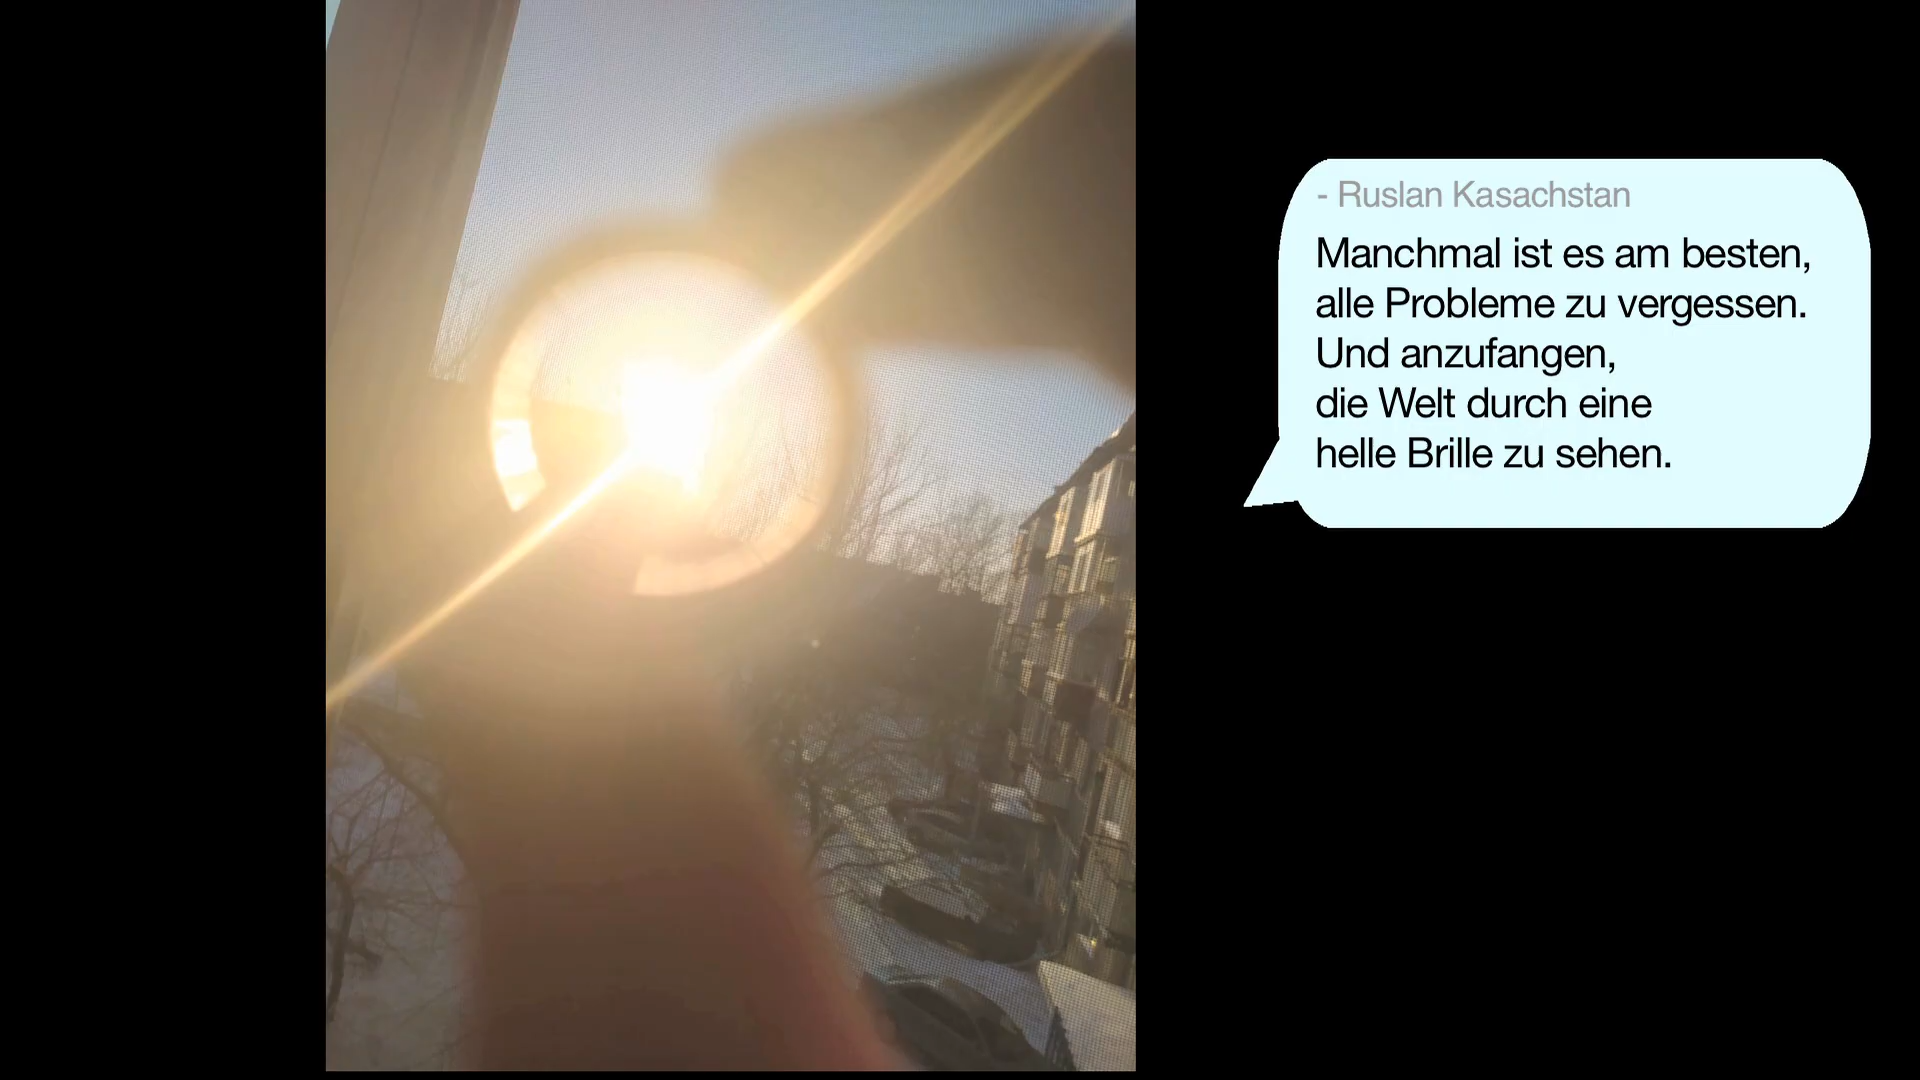 - Ruslan Kasachstan
Manchmal ist es am besten,
alle Probleme zu vergessen.
Und anzufangen,
die Welt durch eine
helle Brille zu sehen.